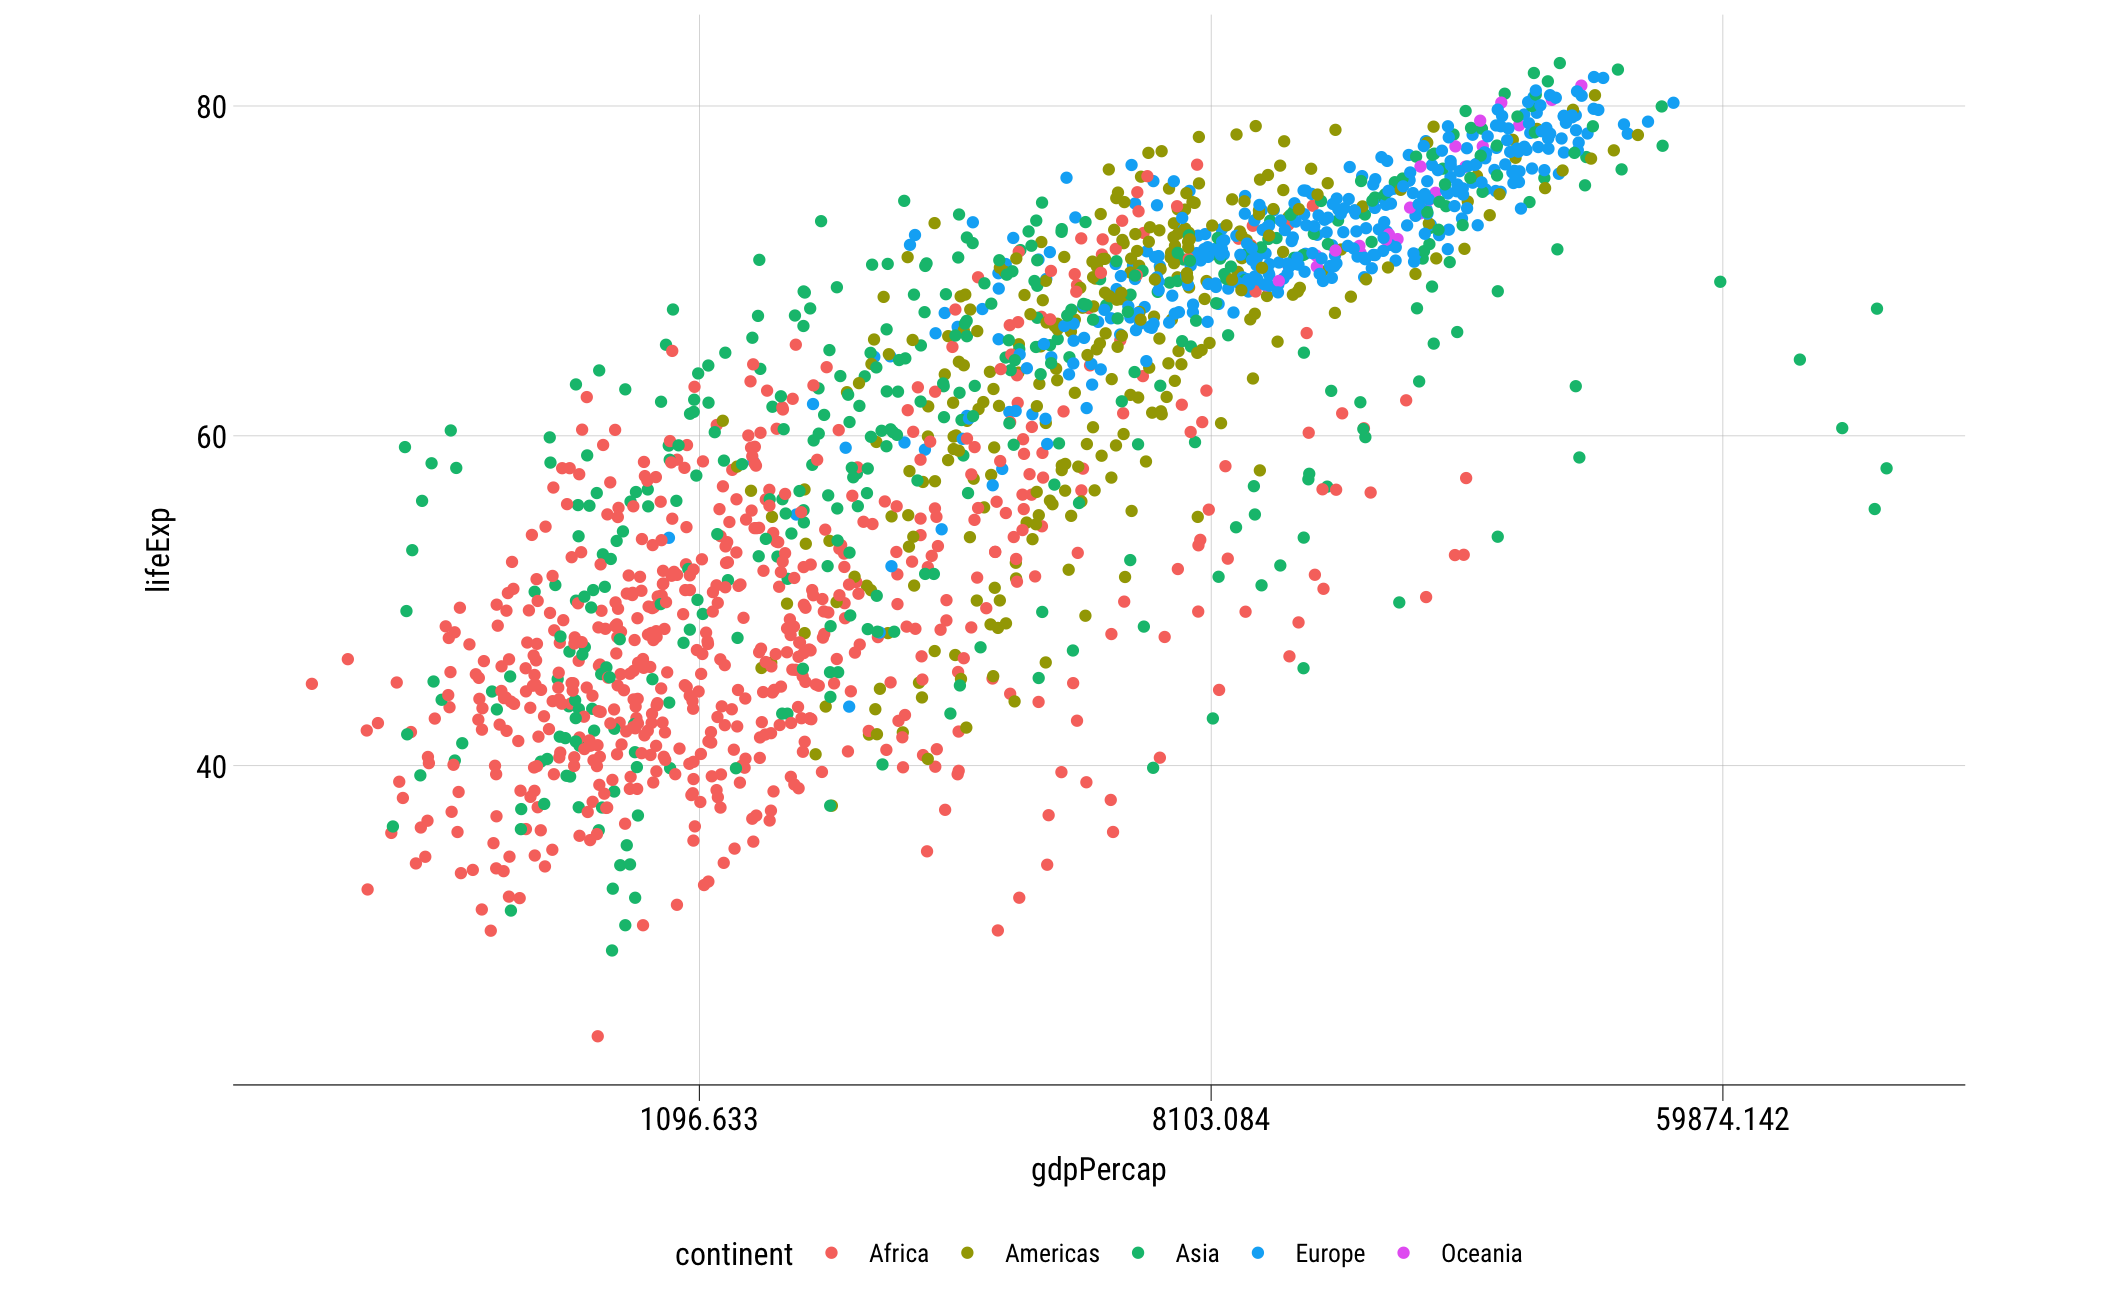 80
60
40
lifeExp
1096.633
8103.084
59874.142
gdpPercap
continent Africa Americas Asia Europe Oceania